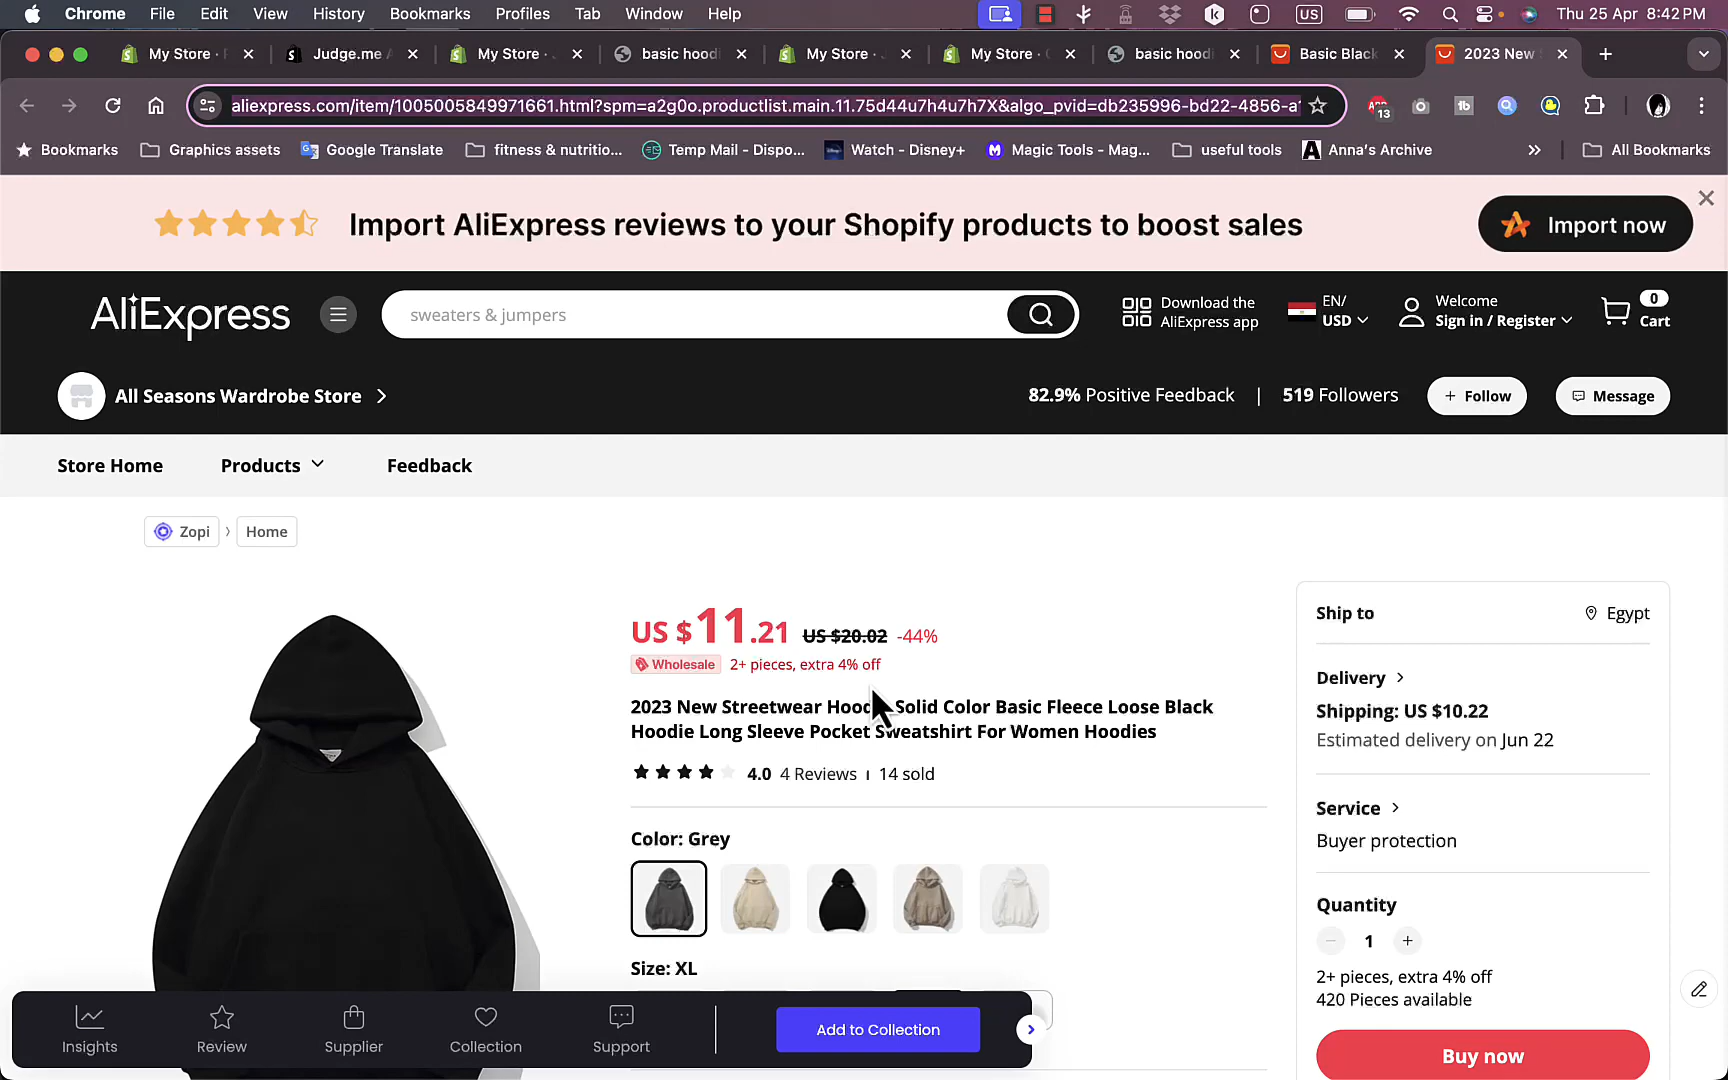 Chrome File Edit View History Bookmarks Profiles Tab Window Help US Thu 25 Apr 8:42 PM
My Store · Judge.me My Store · basic hoodi My Store · My Store · basic hoodi Basic Black 2023 New
aliexpress.com/item/1005005849971661.html?spm=a2g0o.productlist.main.11.75d44u7h4u7h7X&algo_pvid=db235996-bd22-4856-a 13
Bookmarks Graphics assets Google Translate fitness & nutritio... Temp Mail - Dispo... Watch - Disney+ Magic Tools - Mag... useful tools Anna's Archive » All Bookmarks
Import AliExpress reviews to your Shopify products to boost sales Import now
AliExpress sweaters & jumpers Download the AliExpress app EN/ USD Welcome Sign in / Register 0 Cart
All Seasons Wardrobe Store 82.9% Positive Feedback | 519 Followers + Follow Message
Store Home Products Feedback
Zopi Home
US $11.21 US $20.02 -44%
Wholesale 2+ pieces, extra 4% off
2023 New Streetwear Solid Color Basic Fleece Loose Black
Hoodie Long Sleeve Pocket Sweatshirt For Women Hoodies
4.0 4 Reviews 14 sold
Color: Grey
Size: XL
Ship to Egypt
Delivery
Shipping: US $10.22
Estimated delivery on Jun 22
Service
Buyer protection
Quantity
1
2+ pieces, extra 4% off
420 Pieces available
Buy now
Insights Review Supplier Collection Support Add to Collection